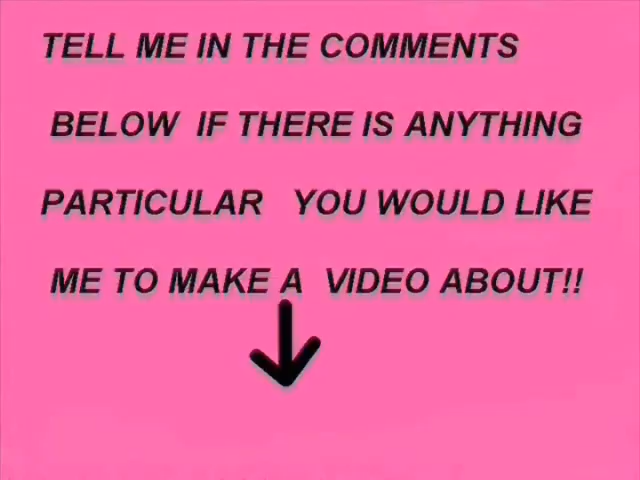 TELL ME IN THE COMMENTS
BELOW IF THERE IS ANYTHING
PARTICULAR YOU WOULD LIKE
ME TO MAKE A VIDEO ABOUT!!